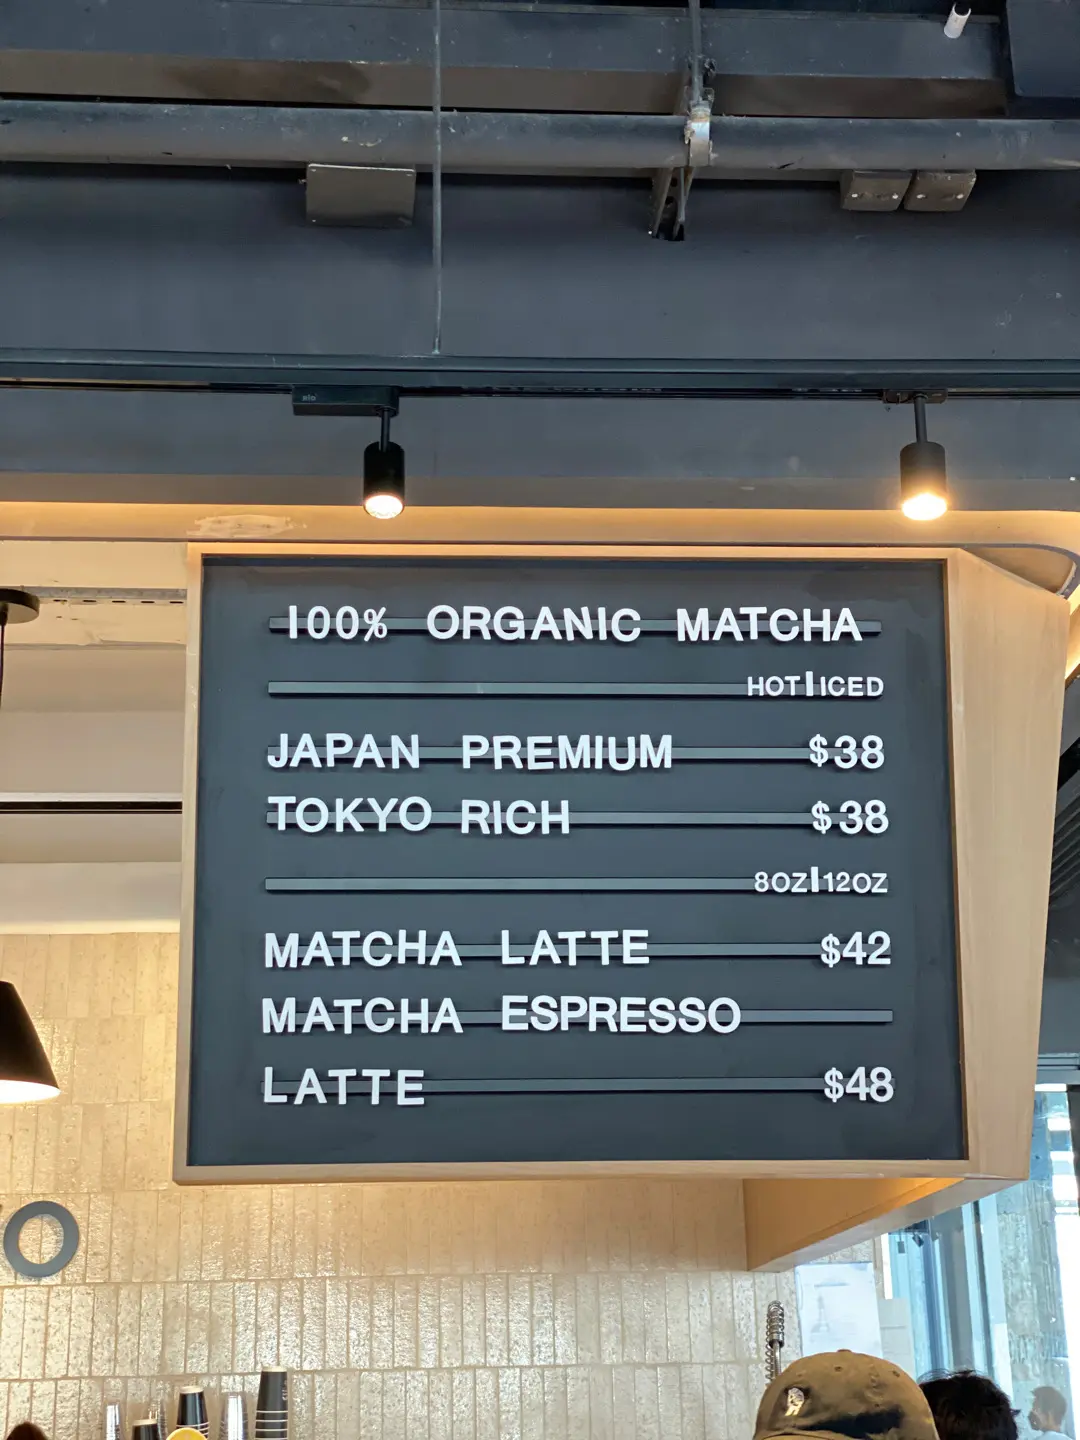 100% ORGANIC MATCHA
HOT|ICED
JAPAN PREMIUM $38
TOKYO RICH $38
8OZ|12OZ
MATCHA LATTE $42
MATCHA ESPRESSO
LATTE $48
O